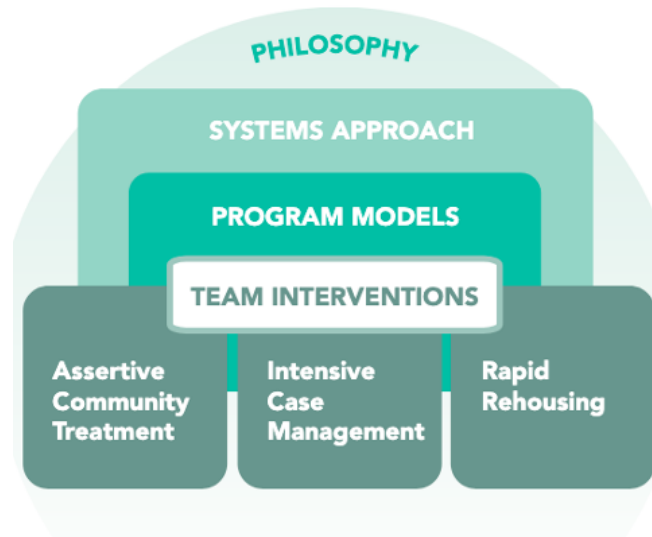 PHILOSOPHY
SYSTEMS APPROACH
PROGRAM MODELS
TEAM INTERVENTIONS
Assertive
Community
Treatment
Intensive
Case
Management
Rapid
Rehousing